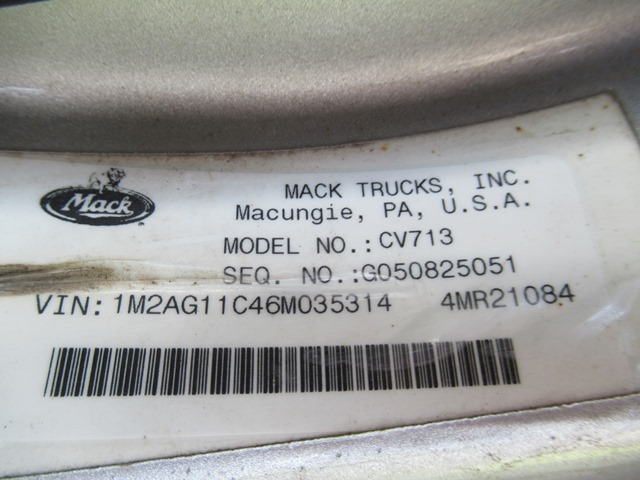 Mack
MACK TRUCKS, INC.
Macungie, PA, U.S.A.
MODEL NO.:CV713
SEQ. NO.:G050825051
VIN: 1M2AG11C46M035314 4MR21084